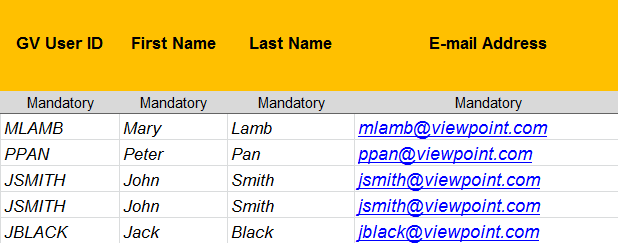 GV User ID First Name Last Name E-mail Address
Mandatory Mandatory Mandatory Mandatory
MLAMB Mary Lamb mlamb@viewpoint.com
PPAN Peter Pan ppan@viewpoint.com
JSMITH John Smith jsmith@viewpoint.com
JSMITH John Smith jsmith@viewpoint.com
JBLACK Jack Black jblack@viewpoint.com